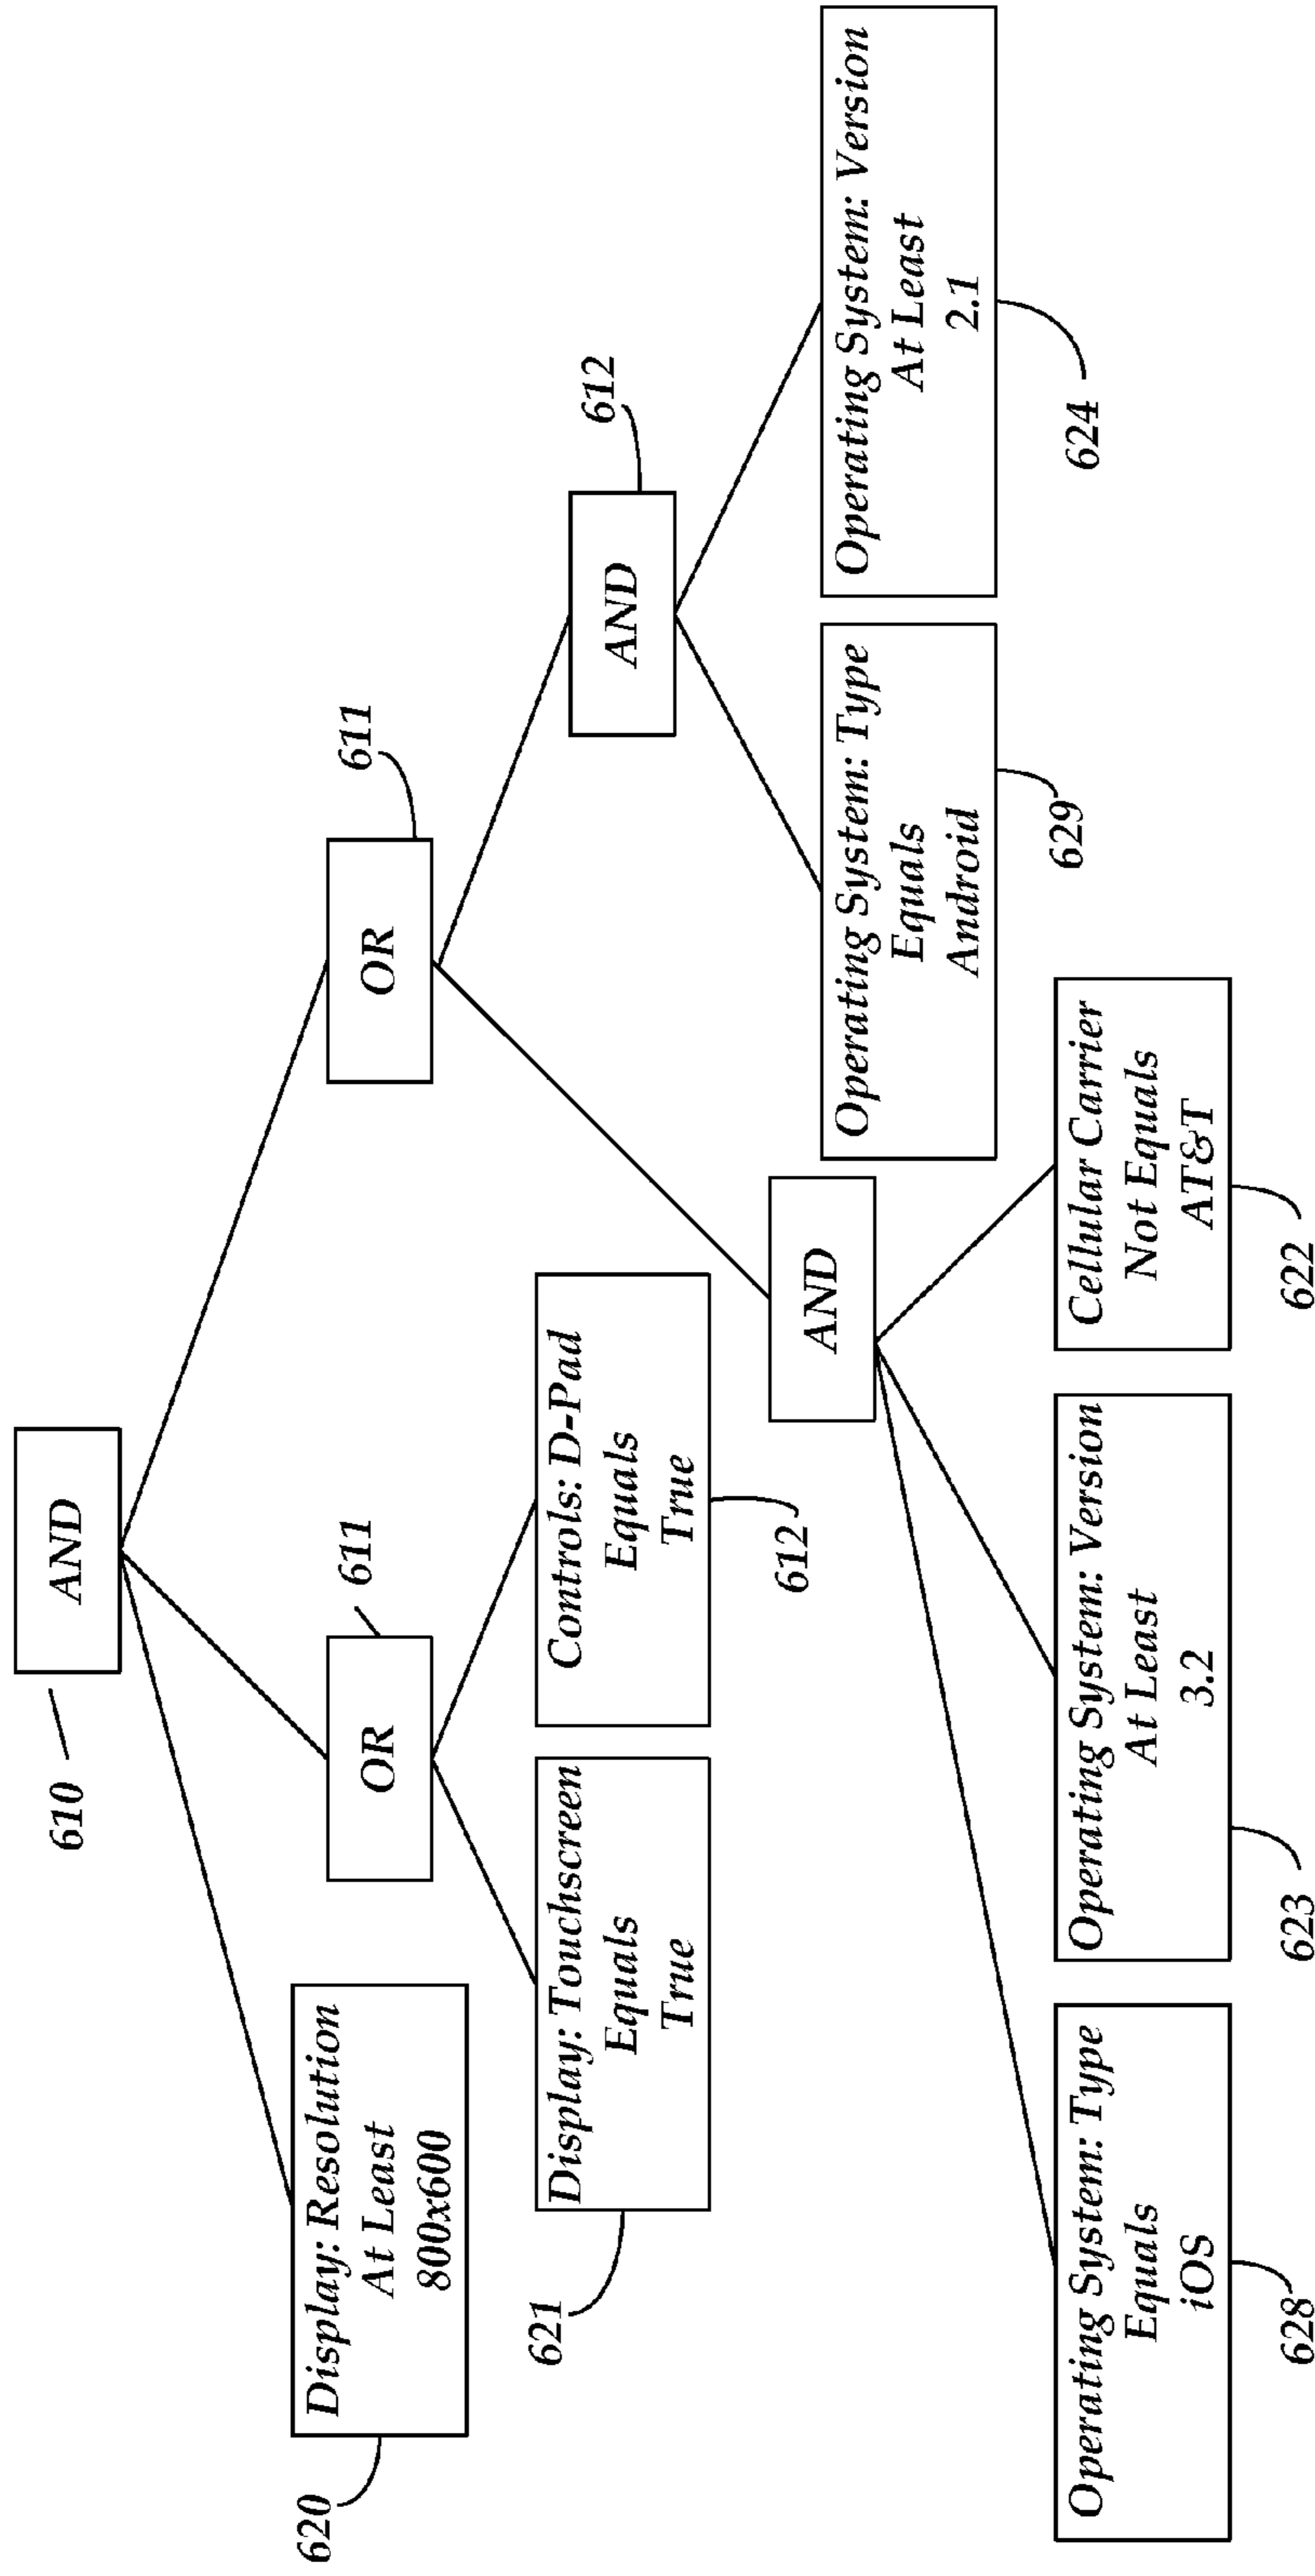 610
AND
611
OR
611
OR
620
Display: Resolution
At Least
800x600
621
Display: Touchscreen
Equals
True
Controls: D-Pad
Equals
True
612
612
AND
AND
Operating System: Type
Equals
Android
629
Operating System: Version
At Least
2.1
624
Operating System: Type
Equals
iOS
628
Operating System: Version
At Least
3.2
623
Cellular Carrier
Not Equals
AT&T
622